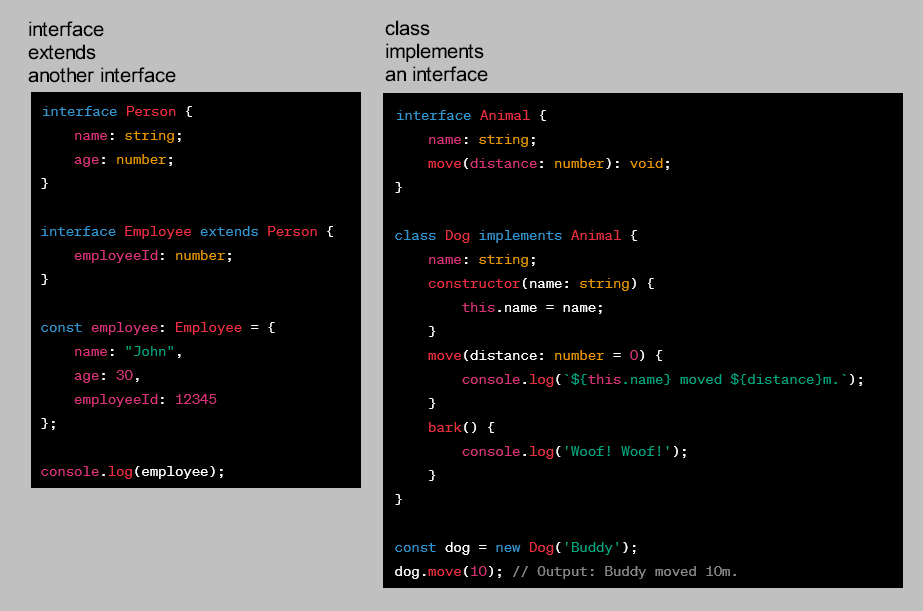 interface
extends
another interface
interface Person {
    name: string;
    age: number;
}
interface Employee extends Person {
    employeeId: number;
}
const employee: Employee = {
    name: "John",
    age: 30,
    employeeId: 12345
};
console.log(employee);
class
implements
an interface
interface Animal {
    name: string;
    move(distance: number): void;
}
class Dog implements Animal {
    name: string;
    constructor(name: string) {
        this.name = name;
    }
    move(distance: number = 0) {
        console.log(`${this.name} moved ${distance}m.`);
    }
    bark() {
        console.log('Woof! Woof!');
    }
}
const dog = new Dog('Buddy');
dog.move(10); // Output: Buddy moved 10m.